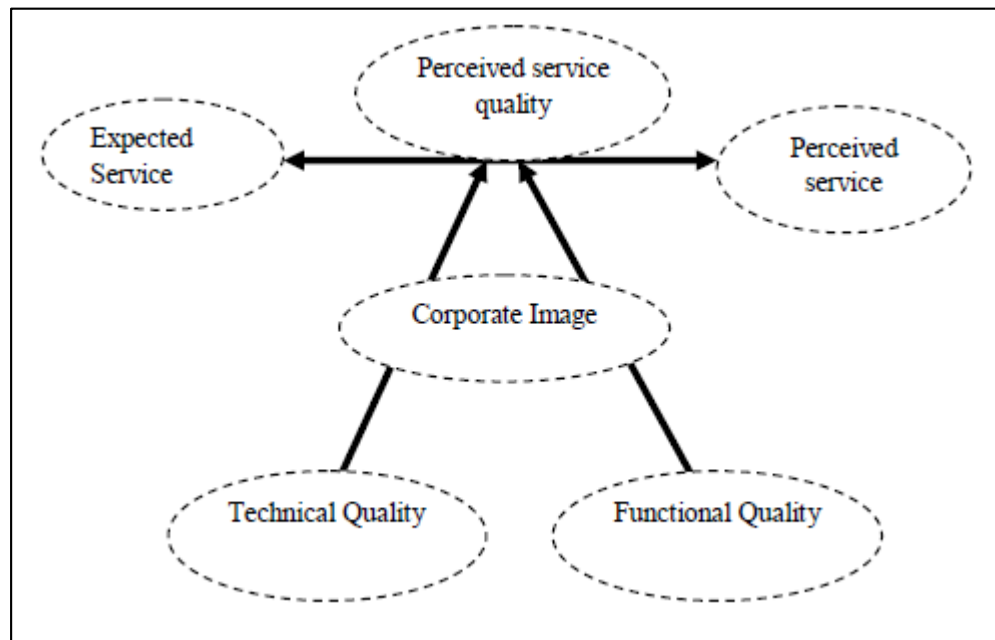 Perceived service
quality
Expected
Service
Perceived
service
Corporate Image
Technical Quality
Functional Quality